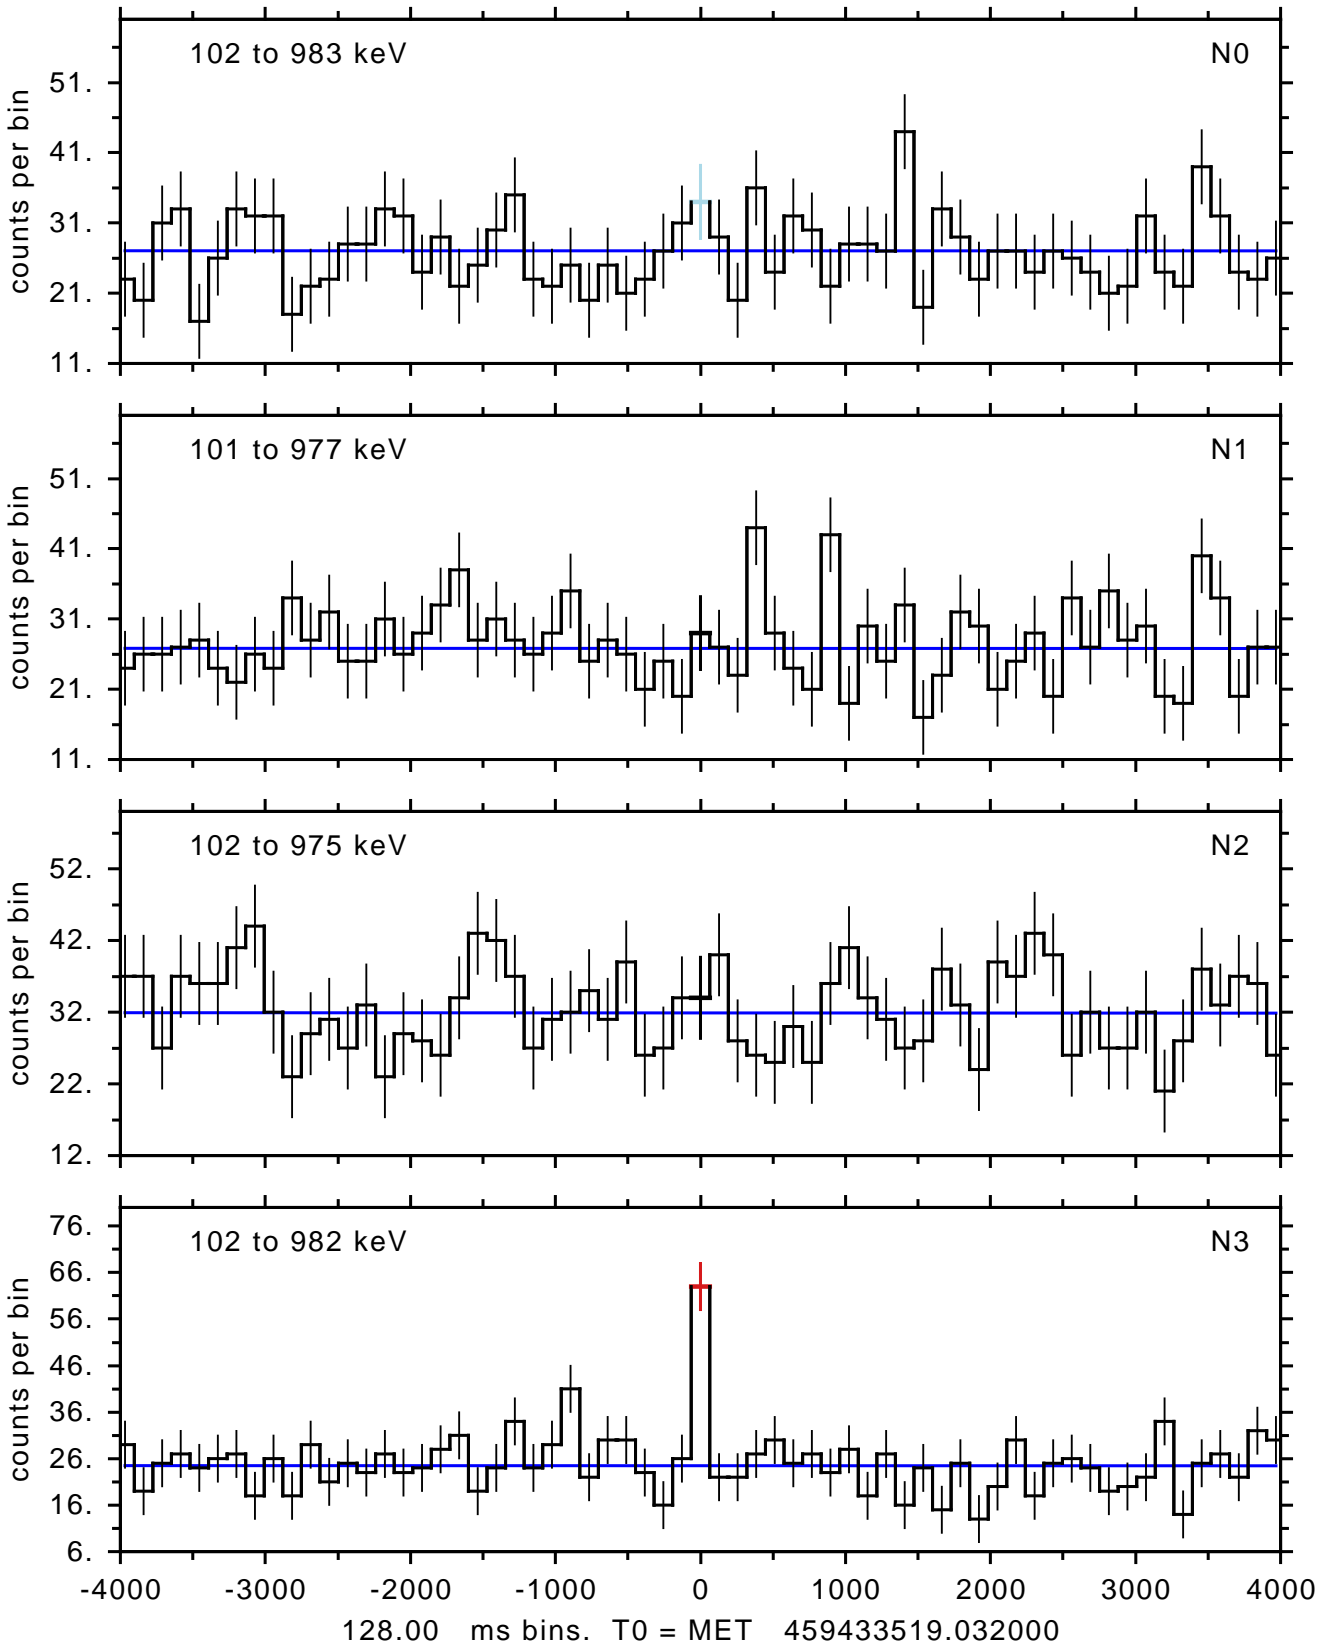 102 to 983 keV N0
51.
41.
31.
21.
11.
counts per bin
101 to 977 keV N1
51.
41.
31.
21.
11.
counts per bin
102 to 975 keV N2
52.
42.
32.
22.
12.
counts per bin
102 to 982 keV N3
76.
66.
56.
46.
36.
26.
16.
6.
counts per bin
-4000 -3000 -2000 -1000 0 1000 2000 3000 4000
128.00 ms bins. T0 = MET 459433519.032000